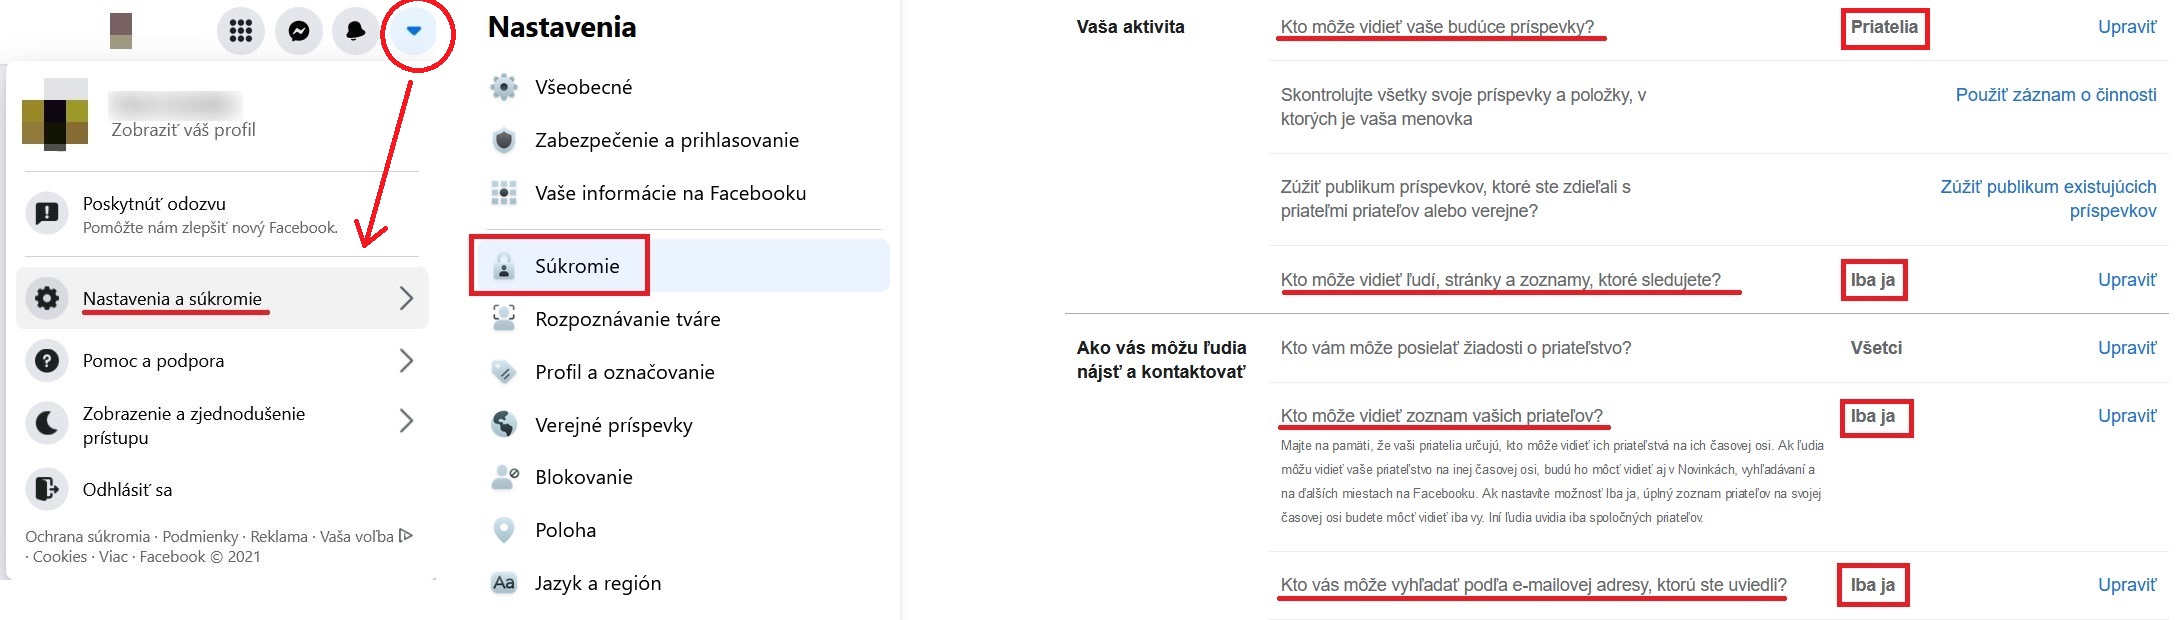 Zobraziť váš profil
Poskytnúť odozvu
Pomôžte nám zlepšiť nový Facebook.
Nastavenia a súkromie
Pomoc a podpora
Zobrazenie a zjednodušenie
prístupu
Odhlásiť sa
Ochrana súkromia · Podmienky · Reklama · Vaša voľba
· Cookies · Viac · Facebook © 2021
Nastavenia
Všeobecné
Zabezpečenie a prihlasovanie
Vaše informácie na Facebooku
Súkromie
Rozpoznávanie tváre
Profil a označovanie
Verejné príspevky
Blokovanie
Poloha
Aa Jazyk a región
Vaša aktivita
Kto môže vidieť vaše budúce príspevky? Priatelia Upraviť
Skontrolujte všetky svoje príspevky a položky, v
ktorých je vaša menovka
Použiť záznam o činnosti
Zúžiť publikum príspevkov, ktoré ste zdieľali s
priateľmi priateľov alebo verejne?
Zúžiť publikum existujúcich
príspevkov
Kto môže vidieť ľudí, stránky a zoznamy, ktoré sledujete? Iba ja Upraviť
Ako vás môžu ľudia
nájsť a kontaktovať
Kto vám môže posielať žiadosti o priateľstvo? Všetci Upraviť
Kto môže vidieť zoznam vašich priateľov? Iba ja Upraviť
Majte na pamäti, že vaši priatelia určujú, kto môže vidieť ich priateľstvá na ich časovej osi. Ak ľudia
môžu vidieť vaše priateľstvo na inej časovej osi, budú ho môcť vidieť aj v Novinkách, vyhľadávaní a
na ďalších miestach na Facebooku. Ak nastavíte možnosť Iba ja, úplný zoznam priateľov na svojej
časovej osi budete môcť vidieť iba vy. Iní ľudia uvidia iba spoločných priateľov.
Kto vás môže vyhľadať podľa e-mailovej adresy, ktorú ste uviedli? Iba ja Upraviť